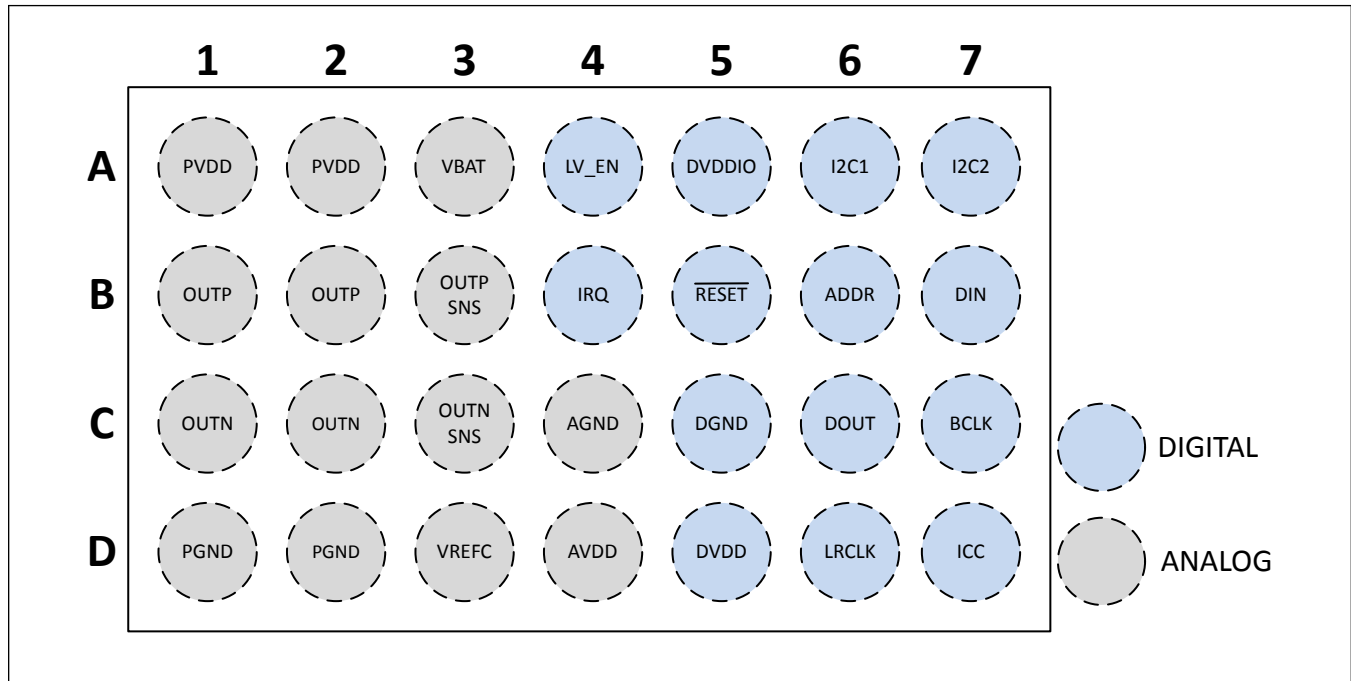 1 2 3 4 5 6 7
A PVDD PVDD VBAT LV_EN DVDDIO I2C1 I2C2
B OUTP OUTP OUTP SNS IRQ RESET ADDR DIN
C OUTN OUTN OUTN SNS AGND DGND DOUT BCLK
DIGITAL
D PGND PGND VREFC AVDD DVDD LRCLK ICC
ANALOG